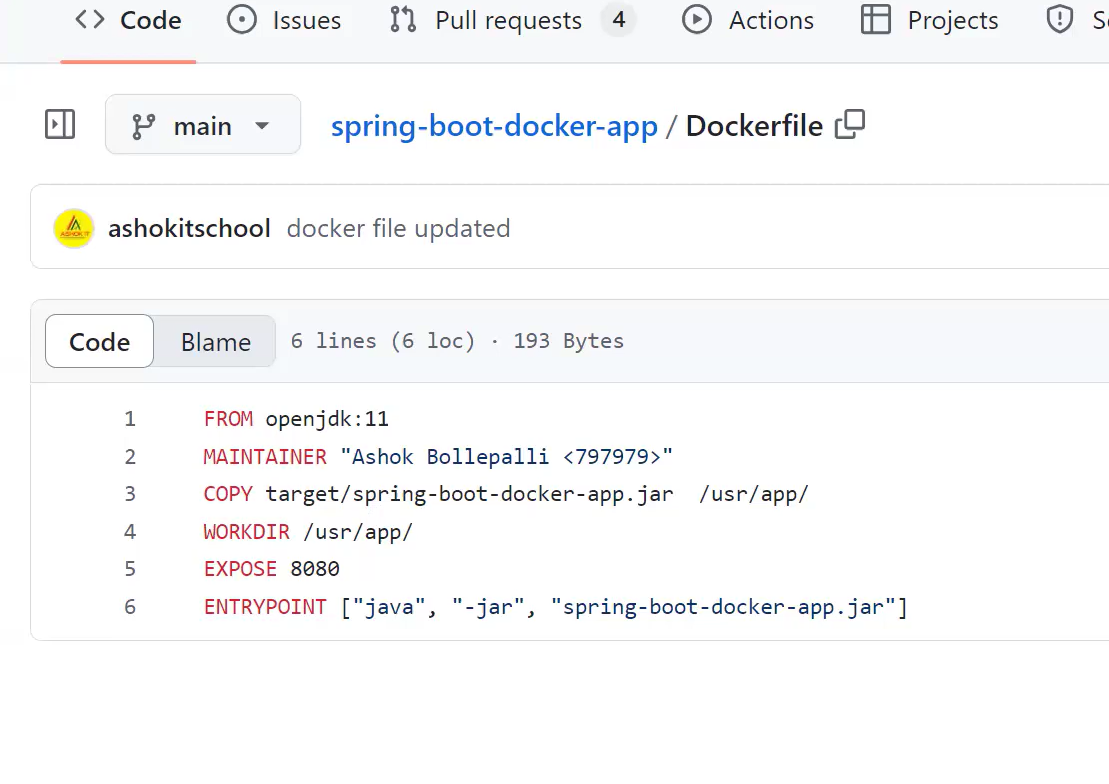 Code Issues Pull requests 4 Actions Projects
main spring-boot-docker-app / Dockerfile
ashokitschool docker file updated
Code Blame 6 lines (6 loc) · 193 Bytes
1 FROM openjdk:11
2 MAINTAINER "Ashok Bollepalli <797979>"
3 COPY target/spring-boot-docker-app.jar  /usr/app/
4 WORKDIR /usr/app/
5 EXPOSE 8080
6 ENTRYPOINT ["java", "-jar", "spring-boot-docker-app.jar"]